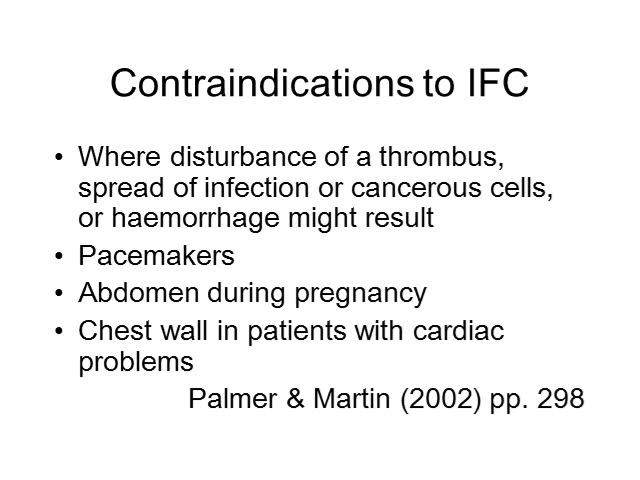 Contraindications to IFC
• Where disturbance of a thrombus,
spread of infection or cancerous cells,
or haemorrhage might result
• Pacemakers
• Abdomen during pregnancy
• Chest wall in patients with cardiac
problems
Palmer & Martin (2002) pp. 298